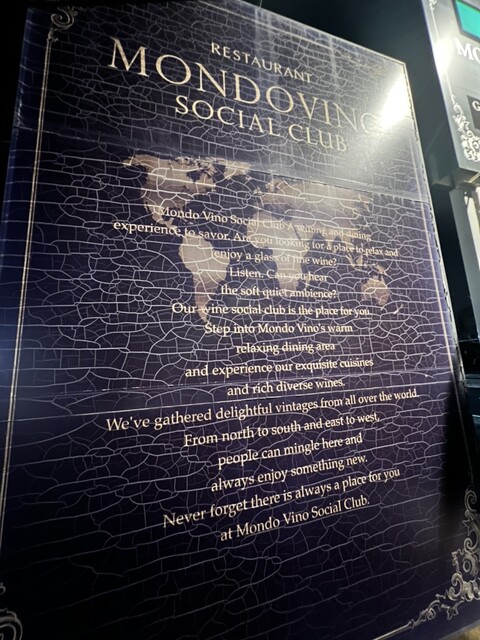 RESTAURANT
MONDOVINO
SOCIAL CLUB
Mondo Vino Social Club A wining and dining
experience to savor. Are you looking for a place to relax and
enjoy a glass of fine wine?
Listen. Can you hear
the soft quiet ambience?
Our wine social club is the place for you.
Step into Mondo Vino's warm
relaxing dining area
and experience our exquisite cuisines
and rich diverse wines.
We've gathered delightful vintages from all over the world.
From north to south and east to west,
people can mingle here and
always enjoy something new.
Never forget there is always a place for you
at Mondo Vino Social Club.